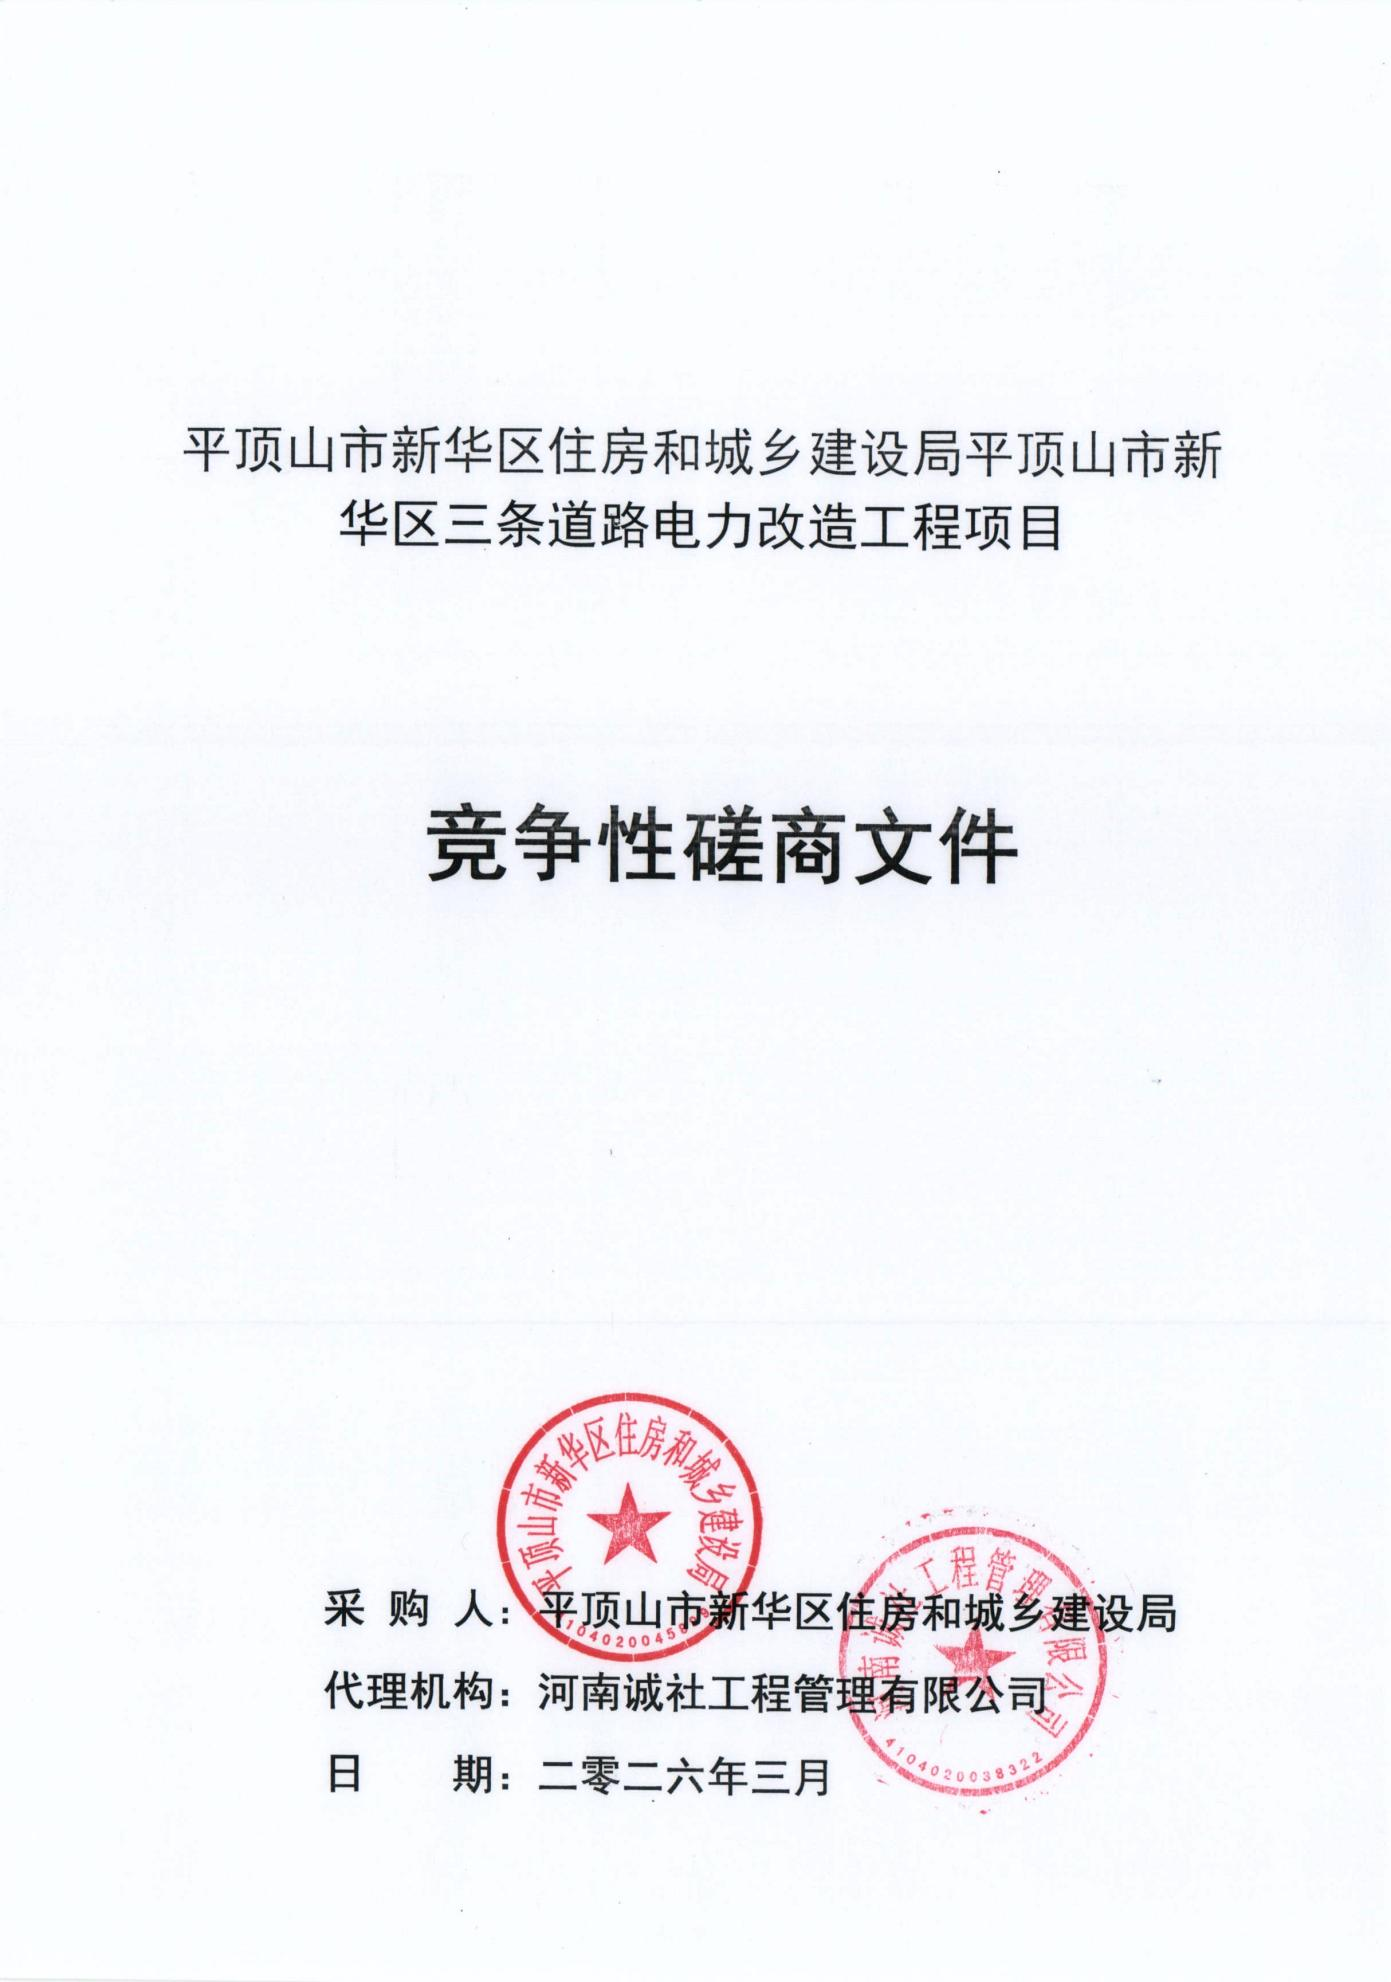 平顶山市新华区住房和城乡建设局平顶山市新
华区三条道路电力改造工程项目
竞争性磋商文件
平顶山市新华区住房和城乡建设局
采 购 人：平顶山市新华区住房和城乡建设局
河南诚社工程管理有限公司
代理机构：河南诚社工程管理有限公司
4104020038322
日 期：二零二六年三月